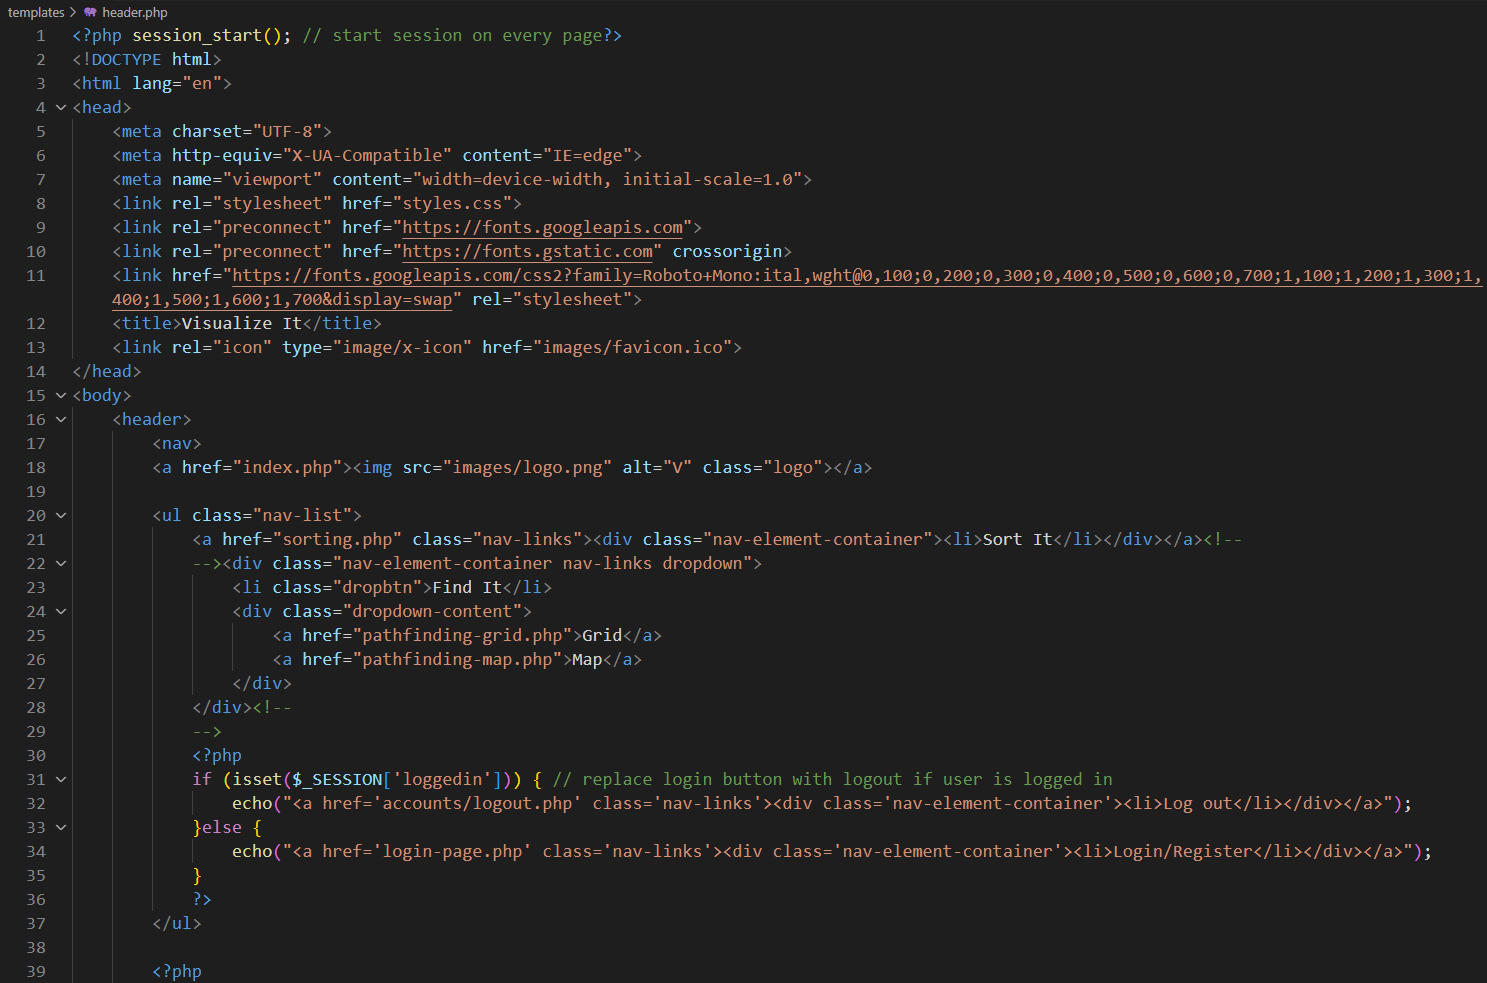 templates > header.php
1 <?php session_start(); // start session on every page?>
2 <!DOCTYPE html>
3 <html lang="en">
4 <head>
5     <meta charset="UTF-8">
6     <meta http-equiv="X-UA-Compatible" content="IE=edge">
7     <meta name="viewport" content="width=device-width, initial-scale=1.0">
8     <link rel="stylesheet" href="styles.css">
9     <link rel="preconnect" href="https://fonts.googleapis.com">
10     <link rel="preconnect" href="https://fonts.gstatic.com" crossorigin>
11     <link href="https://fonts.googleapis.com/css2?family=Roboto+Mono:ital,wght@0,100;0,200;0,300;0,400;0,500;0,600;0,700;1,100;1,200;1,300;1,
    400;1,500;1,600;1,700&display=swap" rel="stylesheet">
12     <title>Visualize It</title>
13     <link rel="icon" type="image/x-icon" href="images/favicon.ico">
14 </head>
15 <body>
16     <header>
17         <nav>
18         <a href="index.php"><img src="images/logo.png" alt="V" class="logo"></a>
19
20         <ul class="nav-list">
21             <a href="sorting.php" class="nav-links"><div class="nav-element-container"><li>Sort It</li></div></a><!--
22             --><div class="nav-element-container nav-links dropdown">
23                 <li class="dropbtn">Find It</li>
24                 <div class="dropdown-content">
25                     <a href="pathfinding-grid.php">Grid</a>
26                     <a href="pathfinding-map.php">Map</a>
27                 </div>
28             </div><!--
29             -->
30             <?php
31             if (isset($_SESSION['loggedin'])) { // replace login button with logout if user is logged in
32                 echo("<a href='accounts/logout.php' class='nav-links'><div class='nav-element-container'><li>Log out</li></div></a>");
33             }else {
34                 echo("<a href='login-page.php' class='nav-links'><div class='nav-element-container'><li>Login/Register</li></div></a>");
35             }
36             ?>
37         </ul>
38
39         <?php